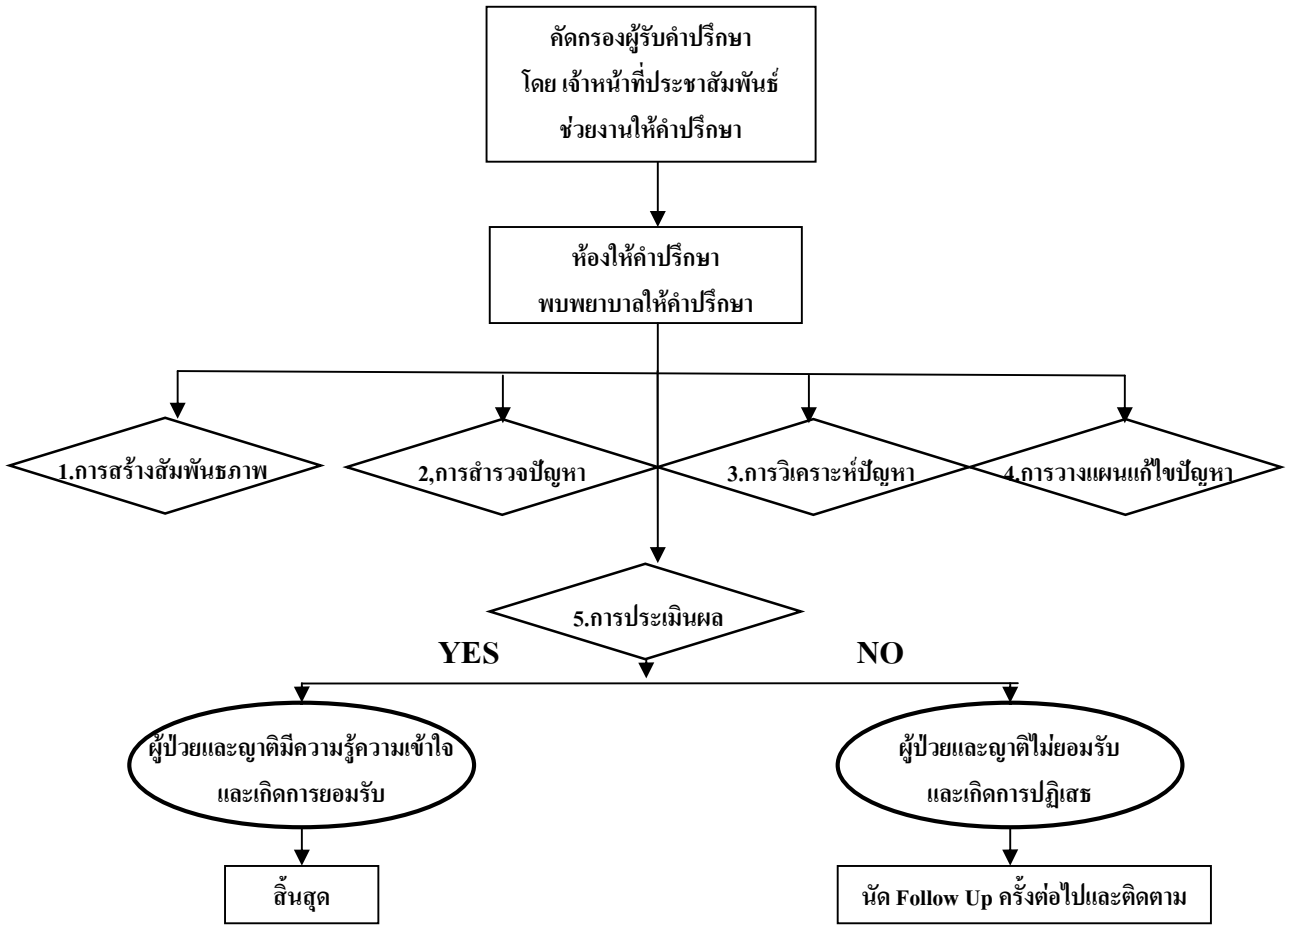 คัดกรองผู้รับคำปรึกษา
โดย เจ้าหน้าที่ประชาสัมพันธ์
ช่วยงานให้คำปรึกษา
ห้องให้คำปรึกษา
พบพยาบาลให้คำปรึกษา
1.การสร้างสัมพันธภาพ
2,การสำรวจปัญหา
3.การวิเคราะห์ปัญหา
4.การวางแผนแก้ไขปัญหา
5.การประเมินผล
YES
NO
ผู้ป่วยและญาติมีความรู้ความเข้าใจ
และเกิดการยอมรับ
ผู้ป่วยและญาติไม่ยอมรับ
และเกิดการปฏิเสธ
สิ้นสุด
นัด Follow Up ครั้งต่อไปและติดตาม